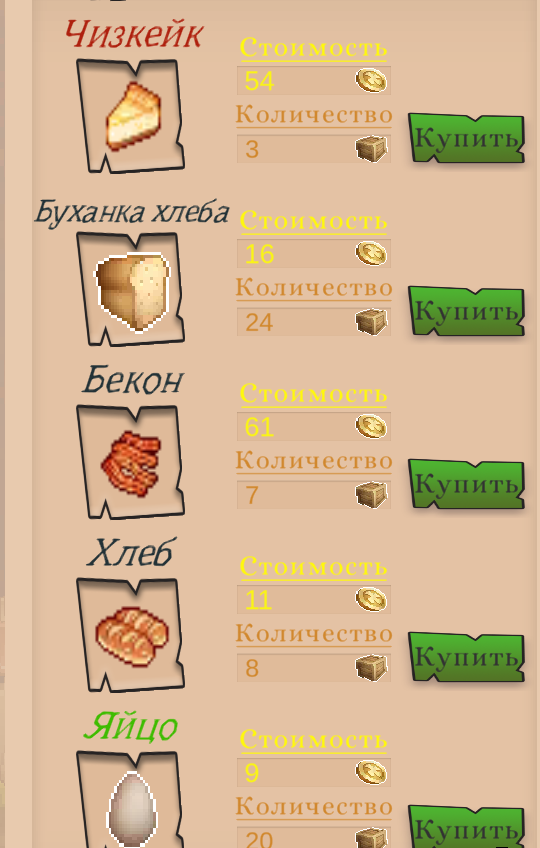 Чизкейк
Стоимость
54
Количество
3
Купить
Буханка хлеба
Стоимость
16
Количество
24
Купить
Бекон
Стоимость
61
Количество
7
Купить
Хлеб
Стоимость
11
Количество
8
Купить
Яйцо
Стоимость
9
Количество
20
Купить